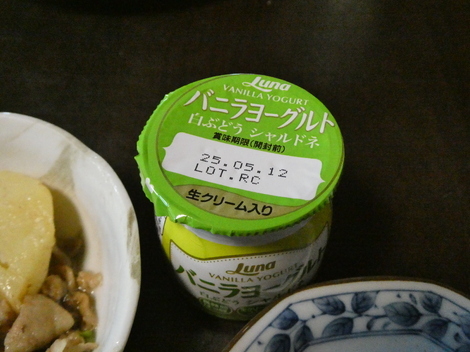 Luna
VANILLA YOGURT
バニラヨーグルト
白ぶどう シャルドネ
賞味期限(開封前)
25.05.12
LOT.RC
生クリーム入り
Luna
VANILLA YOGURT
バニラヨーグルト